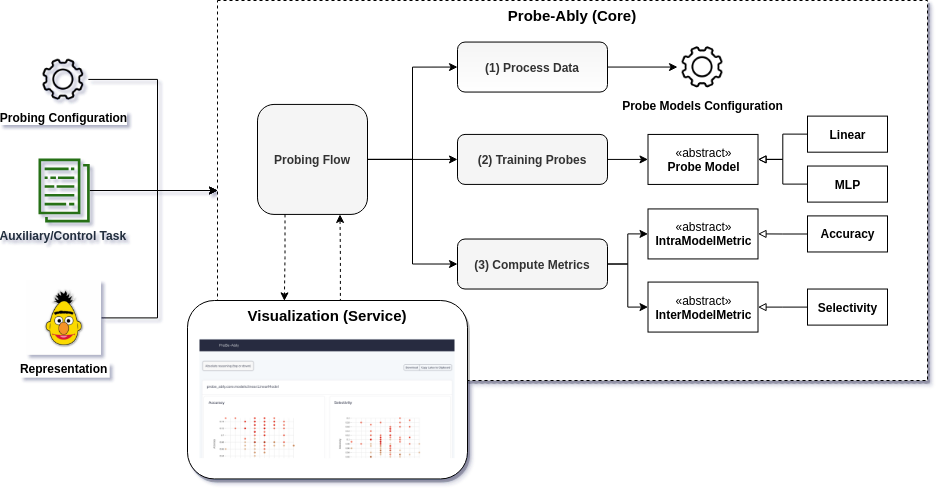 Probe-Ably (Core)
Probing Configuration
Auxiliary/Control Task
Representation
Probing Flow
(1) Process Data
Probe Models Configuration
(2) Training Probes
«abstract»
Probe Model
Linear
MLP
(3) Compute Metrics
«abstract»
IntraModelMetric
Accuracy
«abstract»
InterModelMetric
Selectivity
Visualization (Service)
Probe-Ably
Accuracy
Selectivity